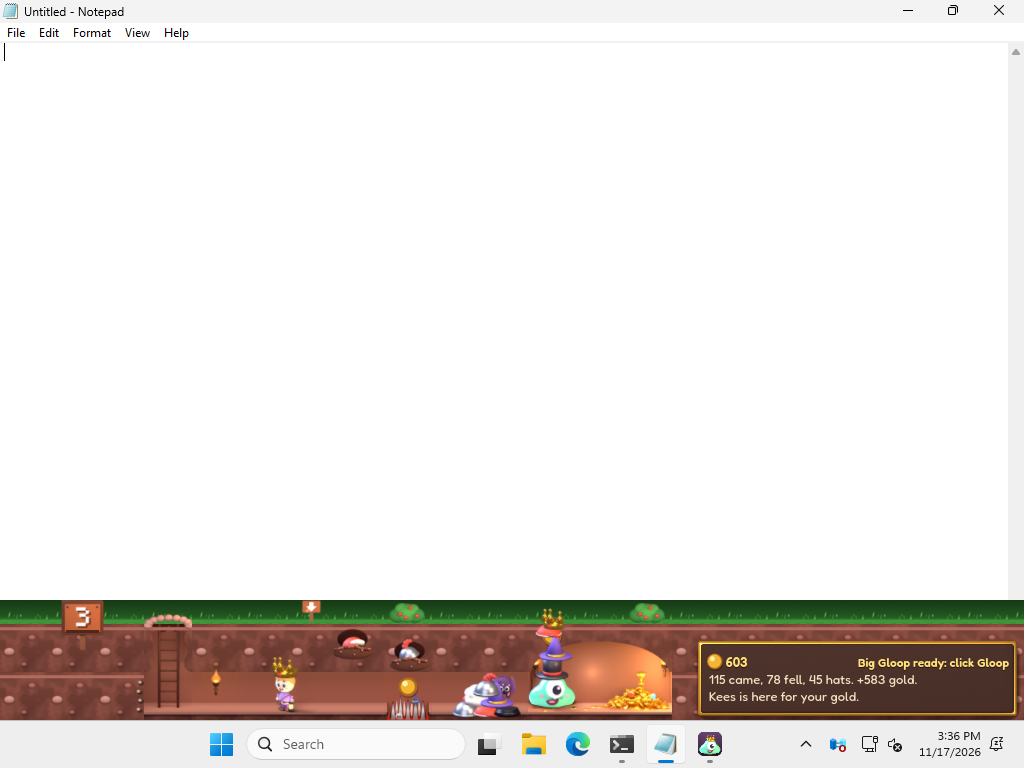 Untitled - Notepad
File Edit Format View Help
3
603 Big Gloop ready: click Gloop
115 came, 78 fell, 45 hats. +583 gold.
Kees is here for your gold.
Search
3:36 PM
11/17/2026